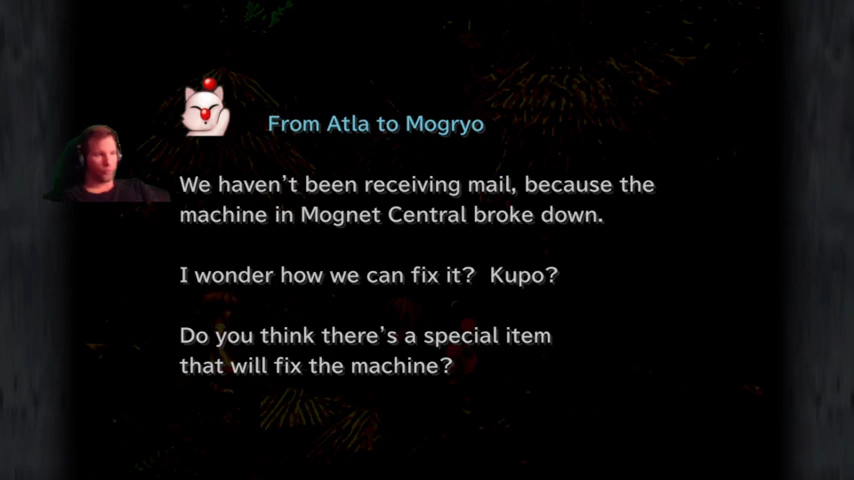 From Atla to Mogryo
We haven't been receiving mail, because the
machine in Mognet Central broke down.
I wonder how we can fix it?  Kupo?
Do you think there's a special item
that will fix the machine?